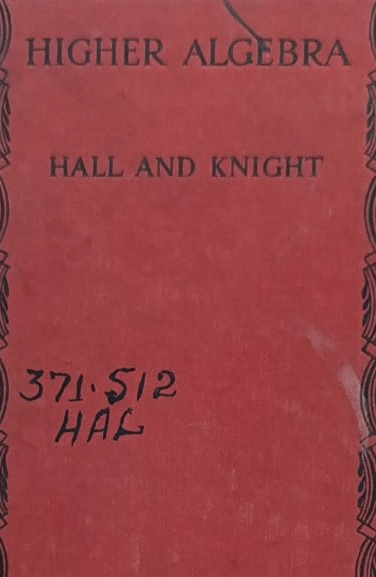 HIGHER ALGEBRA
HALL AND KNIGHT
371.512
HAL